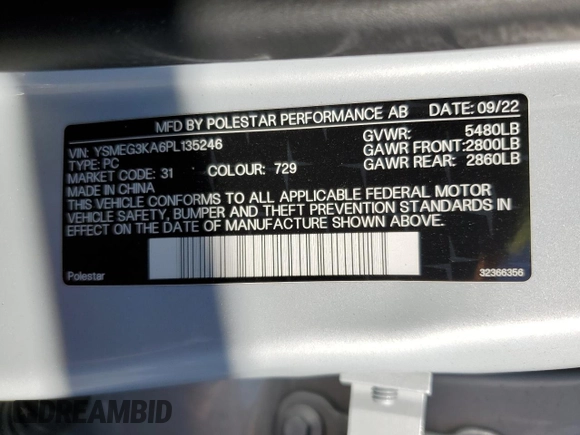 MFD BY POLESTAR PERFORMANCE AB DATE: 09/22
VIN: YSMEG3KA6PL135246 GVWR: 5480LB
TYPE: PC GAWR FRONT:2800LB
MARKET CODE: 31 COLOUR: 729 GAWR REAR: 2860LB
MADE IN CHINA
THIS VEHICLE CONFORMS TO ALL APPLICABLE FEDERAL MOTOR
VEHICLE SAFETY, BUMPER AND THEFT PREVENTION STANDARDS IN
EFFECT ON THE DATE OF MANUFACTURE SHOWN ABOVE.
Polestar 32366356
DREAMBID